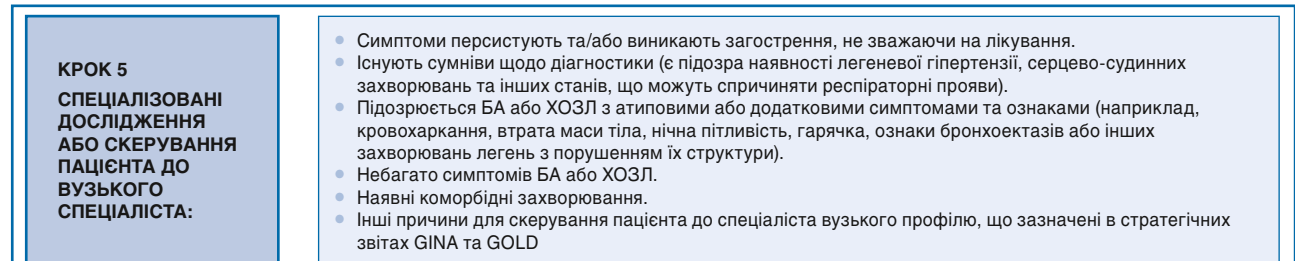 КРОК 5
СПЕЦІАЛІЗОВАНІ
ДОСЛІДЖЕННЯ
АБО СКЕРУВАННЯ
ПАЦІЄНТА ДО
ВУЗЬКОГО
СПЕЦІАЛІСТА:
• Симптоми персистують та/або виникають загострення, не зважаючи на лікування.
• Існують сумніви щодо діагностики (є підозра наявності легеневої гіпертензії, серцево-судинних
захворювань та інших станів, що можуть спричиняти респіраторні прояви).
• Підозрюється БА або ХОЗЛ з атиповими або додатковими симптомами та ознаками (наприклад,
кровохаркання, втрата маси тіла, нічна пітливість, гарячка, ознаки бронхоектазів або інших
захворювань легень з порушенням їх структури).
• Небагато симптомів БА або ХОЗЛ.
• Наявні коморбідні захворювання.
• Інші причини для скерування пацієнта до спеціаліста вузького профілю, що зазначені в стратегічних
звітах GINA та GOLD